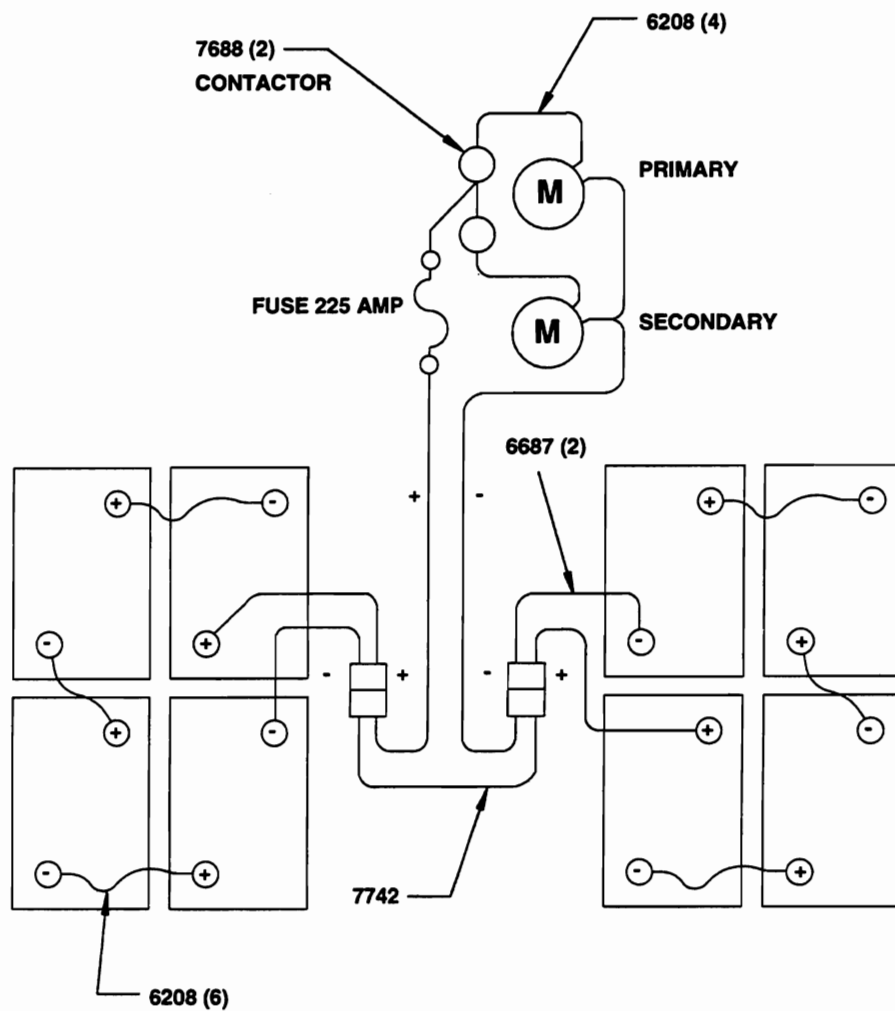 6208 (4)
7688 (2)
CONTACTOR
M
PRIMARY
FUSE 225 AMP
M
SECONDARY
6687 (2)
+ -
+ -
+ -
+ -
- +
- +
- + - +
+ -
+ -
- +
- +
7742
6208 (6)